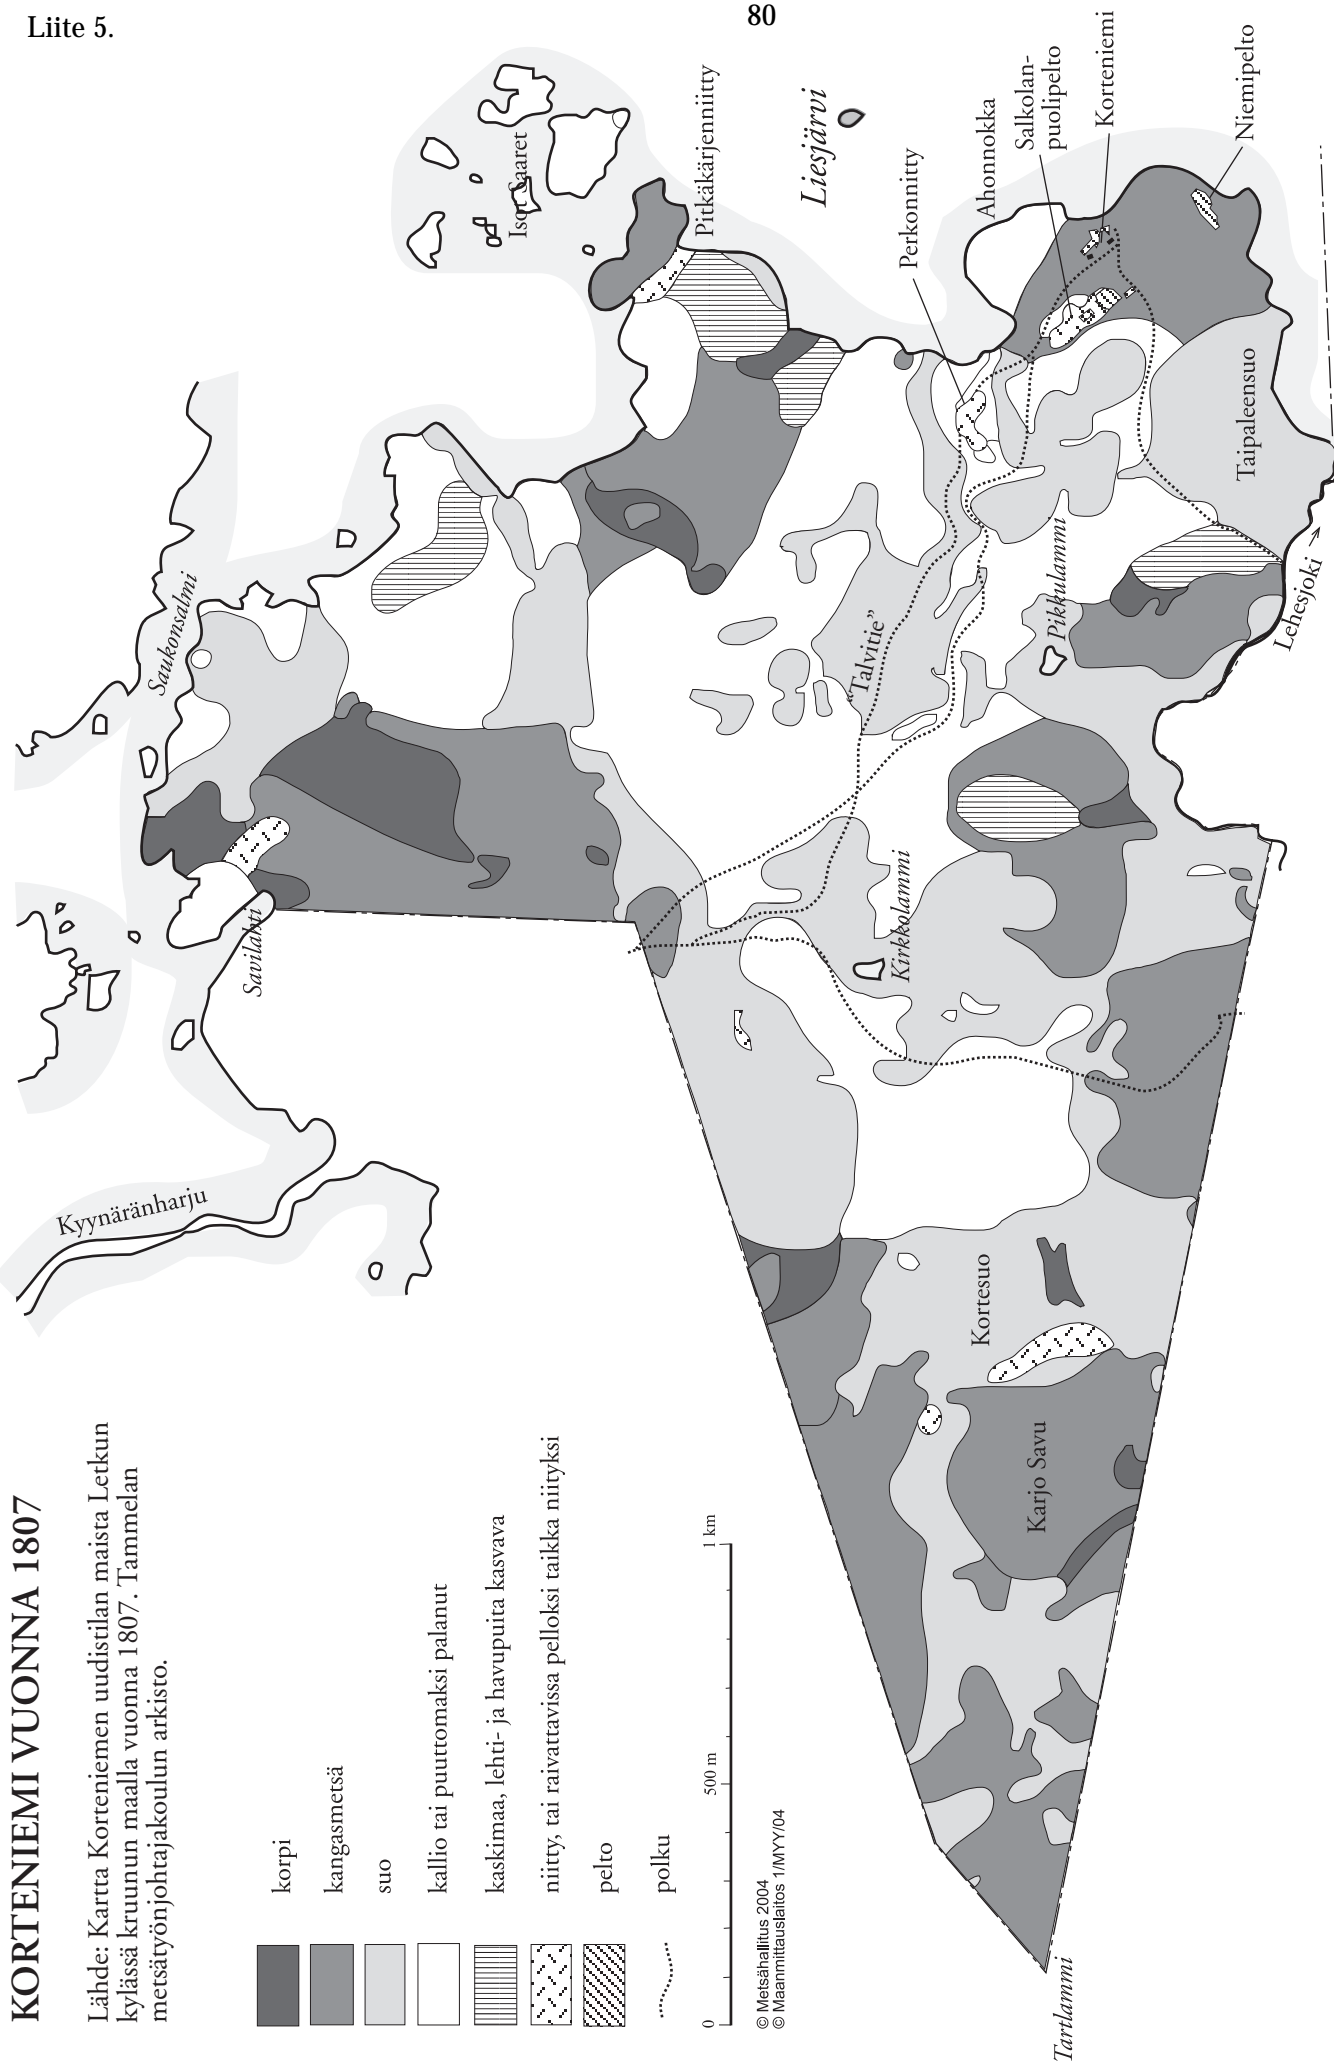 Liite 5.
80
KORTENIEMI VUONNA 1807
Lähde: Kartta Korteniemen uudistilan maista Letkun
kylässä kruunun maalla vuonna 1807. Tammelan
metsätyönjohtajakoulun arkisto.
korpi
kangasmetsä
suo
kallio tai puuttomaksi palanut
kaskimaa, lehti- ja havupuita kasvava
niitty, tai raivattavissa pelloksi taikka niityksi
pelto
polku
0
500 m
1 km
© Metsähallitus 2004
© Maanmittauslaitos 1/MYY/04
Kyynäränharju
Savilahti
Saukonsalmi
Isot Saaret
Pitkäkärjenniitty
Liesjärvi
Perkonnitty
Ahonnokka
Salkolan-
puolipelto
Korteniemi
Niemipelto
Taipaleensuo
Lehesjoki
Pikkulammi
"Talvitie"
Kirkkolammi
Kortesuo
Karjo Savu
Tartlammi